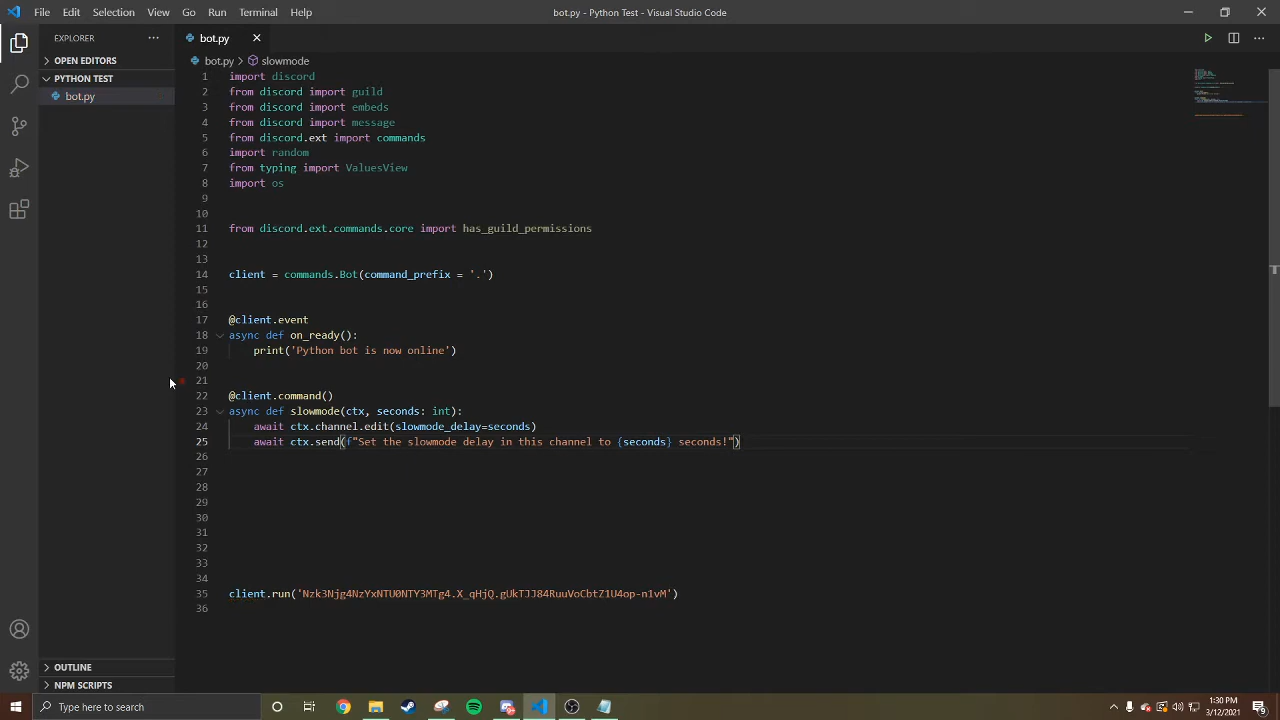 File Edit Selection View Go Run Terminal Help
bot.py - Python Test - Visual Studio Code
EXPLORER
OPEN EDITORS
PYTHON TEST
bot.py
bot.py
bot.py > slowmode
1 import discord
2 from discord import guild
3 from discord import embeds
4 from discord import message
5 from discord.ext import commands
6 import random
7 from typing import ValuesView
8 import os
9
10
11 from discord.ext.commands.core import has_guild_permissions
12
13
14 client = commands.Bot(command_prefix = '.')
15
16
17 @client.event
18 async def on_ready():
19 print('Python bot is now online')
20
21
22 @client.command()
23 async def slowmode(ctx, seconds: int):
24 await ctx.channel.edit(slowmode_delay=seconds)
25 await ctx.send(f"Set the slowmode delay in this channel to {seconds} seconds!")
26
27
28
29
30
31
32
33
34
35 client.run('Nzk3Njg4NzYxNTU0NTY3MTg4.X_qHjQ.gUkTJJ84RuuVoCbtZ1U4op-n1vM')
36
OUTLINE
NPM SCRIPTS
Type here to search
1:30 PM
3/12/2021